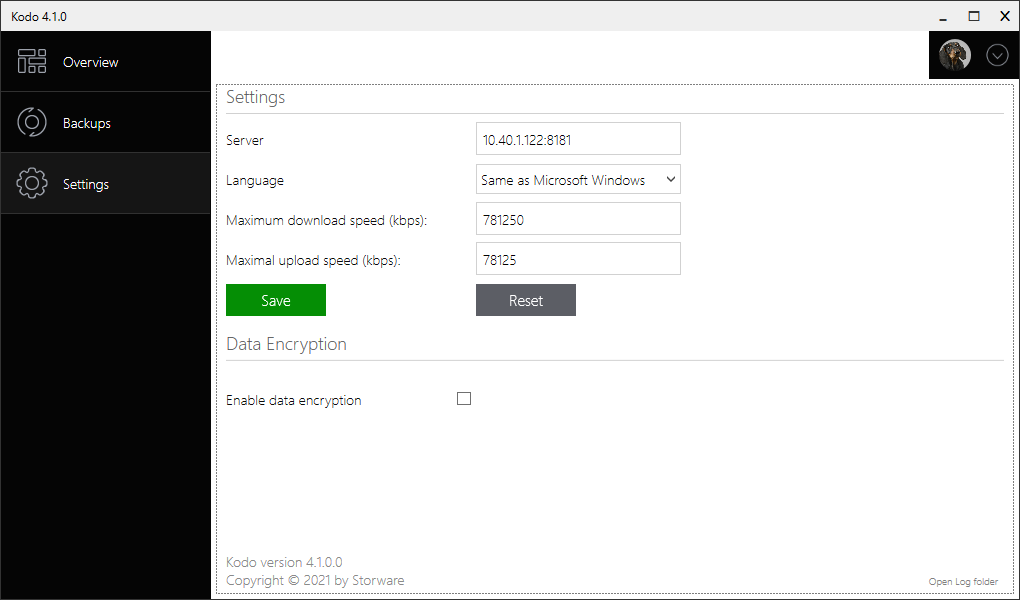 Kodo 4.1.0
Overview
Backups
Settings
Settings
Server 10.40.1.122:8181
Language Same as Microsoft Windows
Maximum download speed (kbps): 781250
Maximal upload speed (kbps): 78125
Save Reset
Data Encryption
Enable data encryption
Kodo version 4.1.0.0
Copyright © 2021 by Storware
Open Log folder